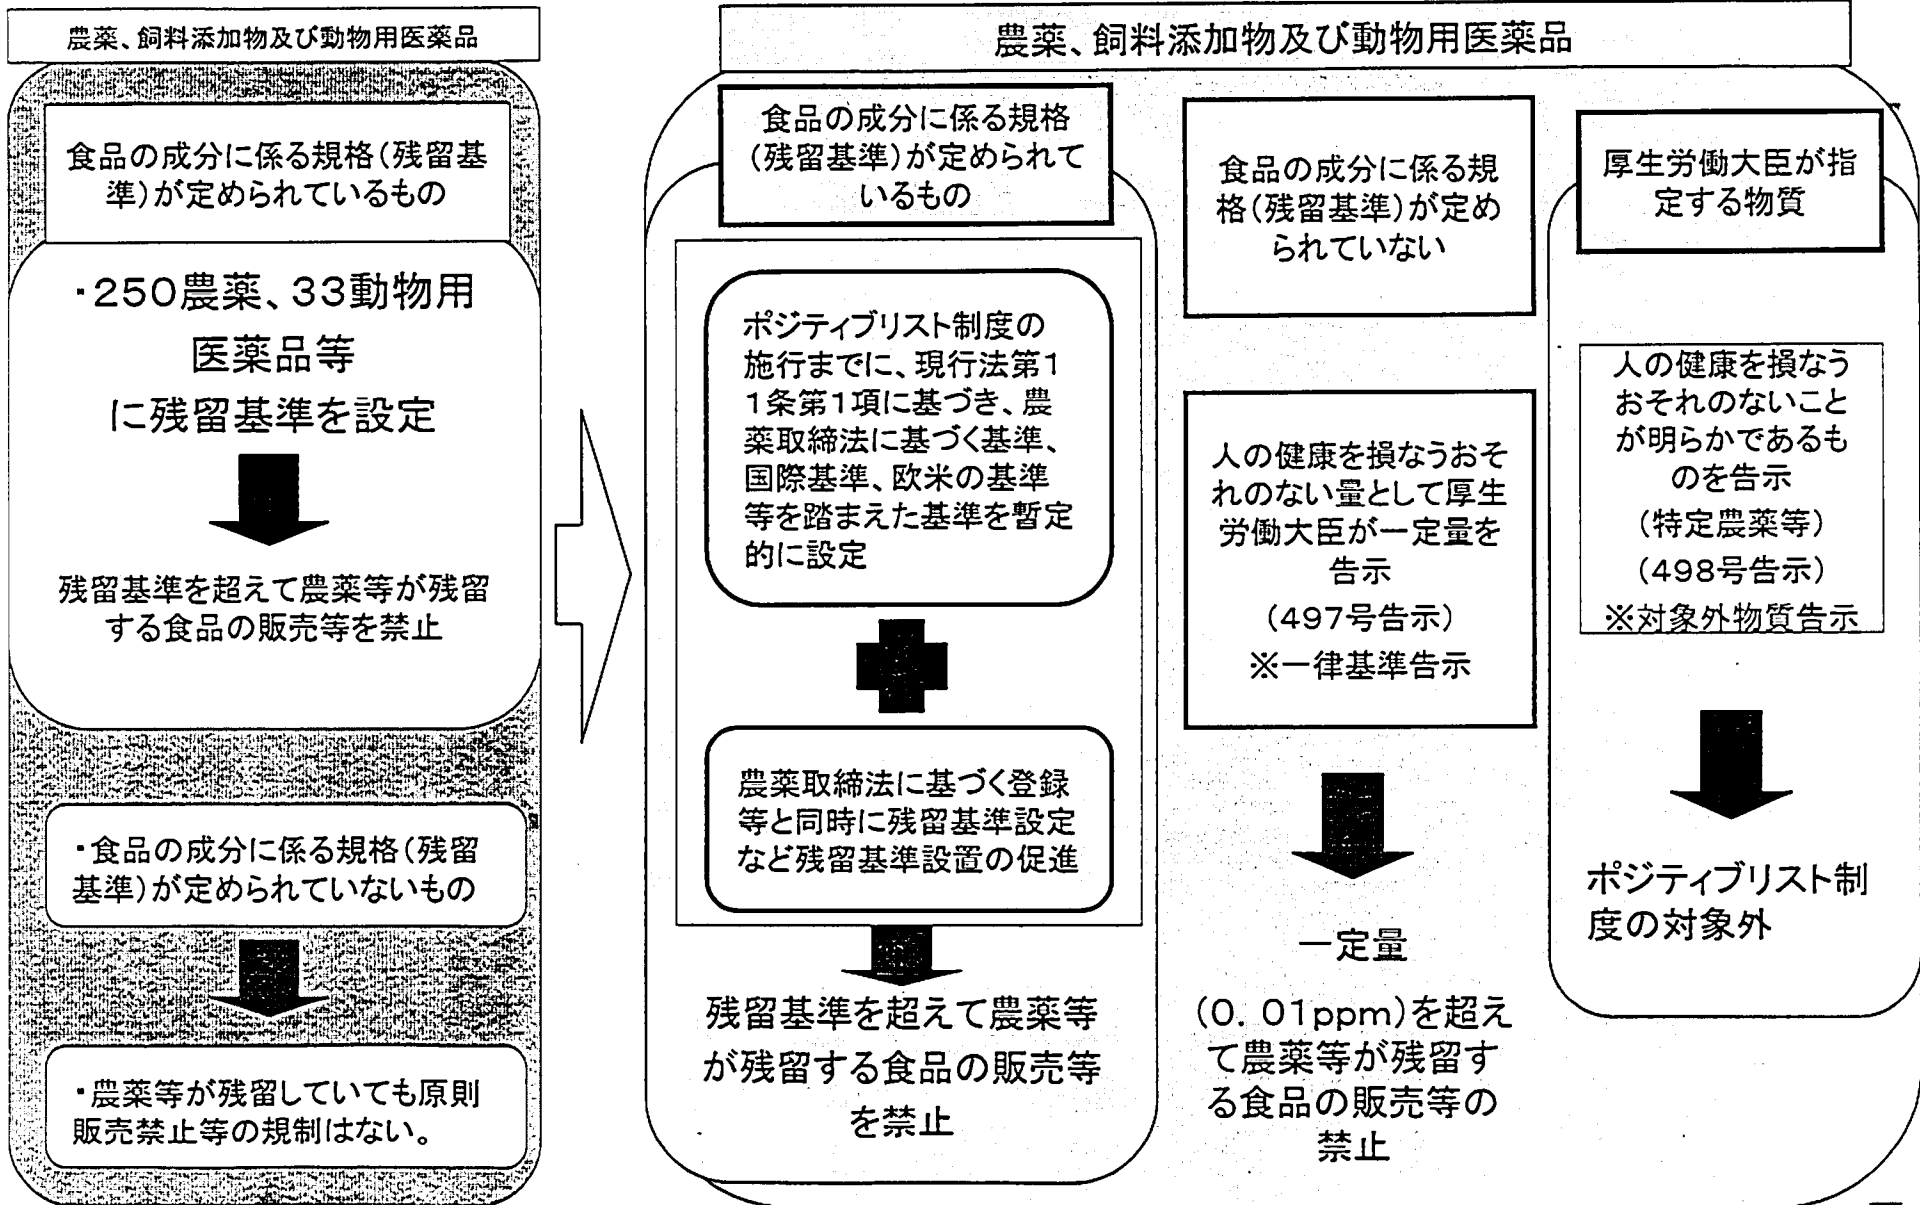 農薬、飼料添加物及び動物用医薬品
食品の成分に係る規格(残留基
準)が定められているもの
・250農薬、33動物用
医薬品等
に残留基準を設定
残留基準を超えて農薬等が残留
する食品の販売等を禁止
・食品の成分に係る規格(残留
基準)が定められていないもの
・農薬等が残留していても原則
販売禁止等の規制はない。
農薬、飼料添加物及び動物用医薬品
食品の成分に係る規格
(残留基準)が定められて
いるもの
ポジティブリスト制度の
施行までに、現行法第1
1条第1項に基づき、農
薬取締法に基づく基準、
国際基準、欧米の基準
等を踏まえた基準を暫定
的に設定
農薬取締法に基づく登録
等と同時に残留基準設定
など残留基準設置の促進
残留基準を超えて農薬等
が残留する食品の販売等
を禁止
食品の成分に係る規
格(残留基準)が定め
られていない
人の健康を損なうおそ
れのない量として厚生
労働大臣が一定量を
告示
(497号告示)
※一律基準告示
一定量
(0.01ppm)を超え
て農薬等が残留す
る食品の販売等の
禁止
厚生労働大臣が指
定する物質
人の健康を損なう
おそれのないこと
が明らかであるも
のを告示
(特定農薬等)
(498号告示)
※対象外物質告示
ポジティブリスト制
度の対象外